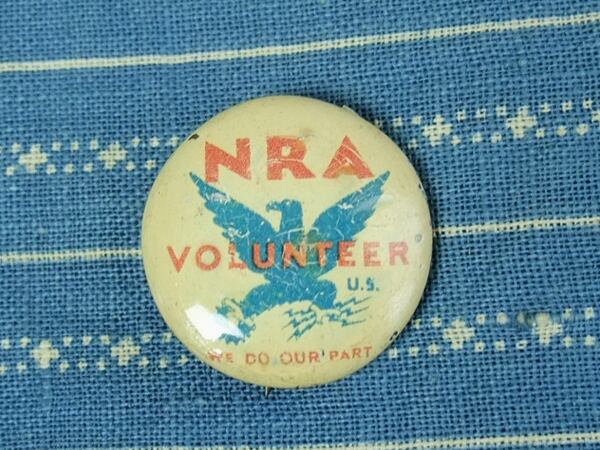 NRA
VOLUNTEER
U.S.
WE DO OUR PART